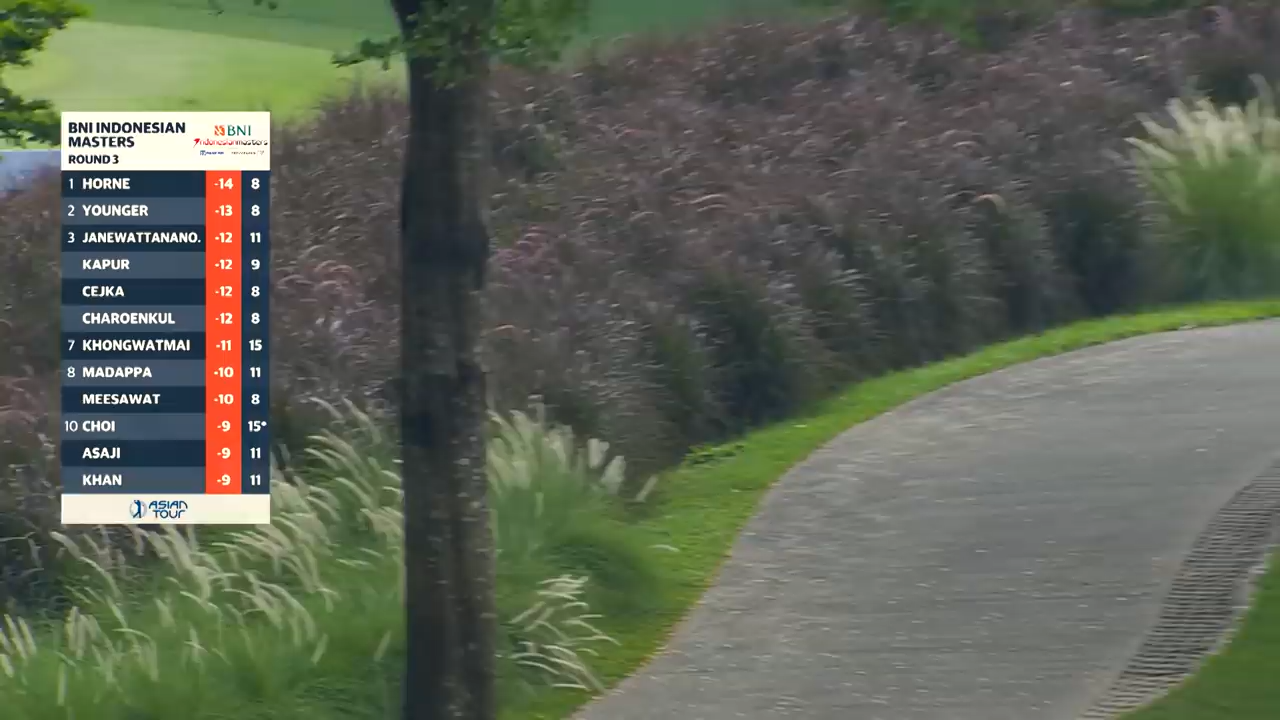 BNI INDONESIAN
MASTERS
ROUND 3
BNI
indonesianmasters
1 HORNE -14 8
2 YOUNGER -13 8
3 JANEWATTANANO. -12 11
KAPUR -12 9
CEJKA -12 8
CHAROENKUL -12 8
7 KHONGWATMAI -11 15
8 MADAPPA -10 11
MEESAWAT -10 8
10 CHOI -9 15*
ASAJI -9 11
KHAN -9 11
ASIAN
TOUR